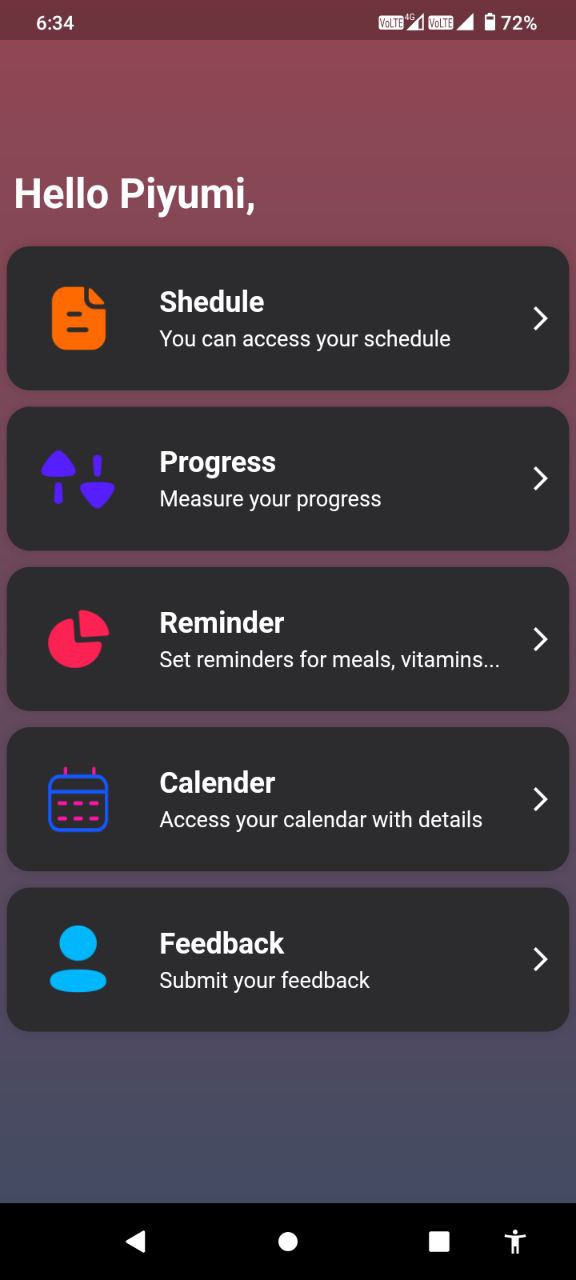 6:34
VoLTE 4G VoLTE 72%
Hello Piyumi,
Shedule
You can access your schedule
Progress
Measure your progress
Reminder
Set reminders for meals, vitamins...
Calender
Access your calendar with details
Feedback
Submit your feedback